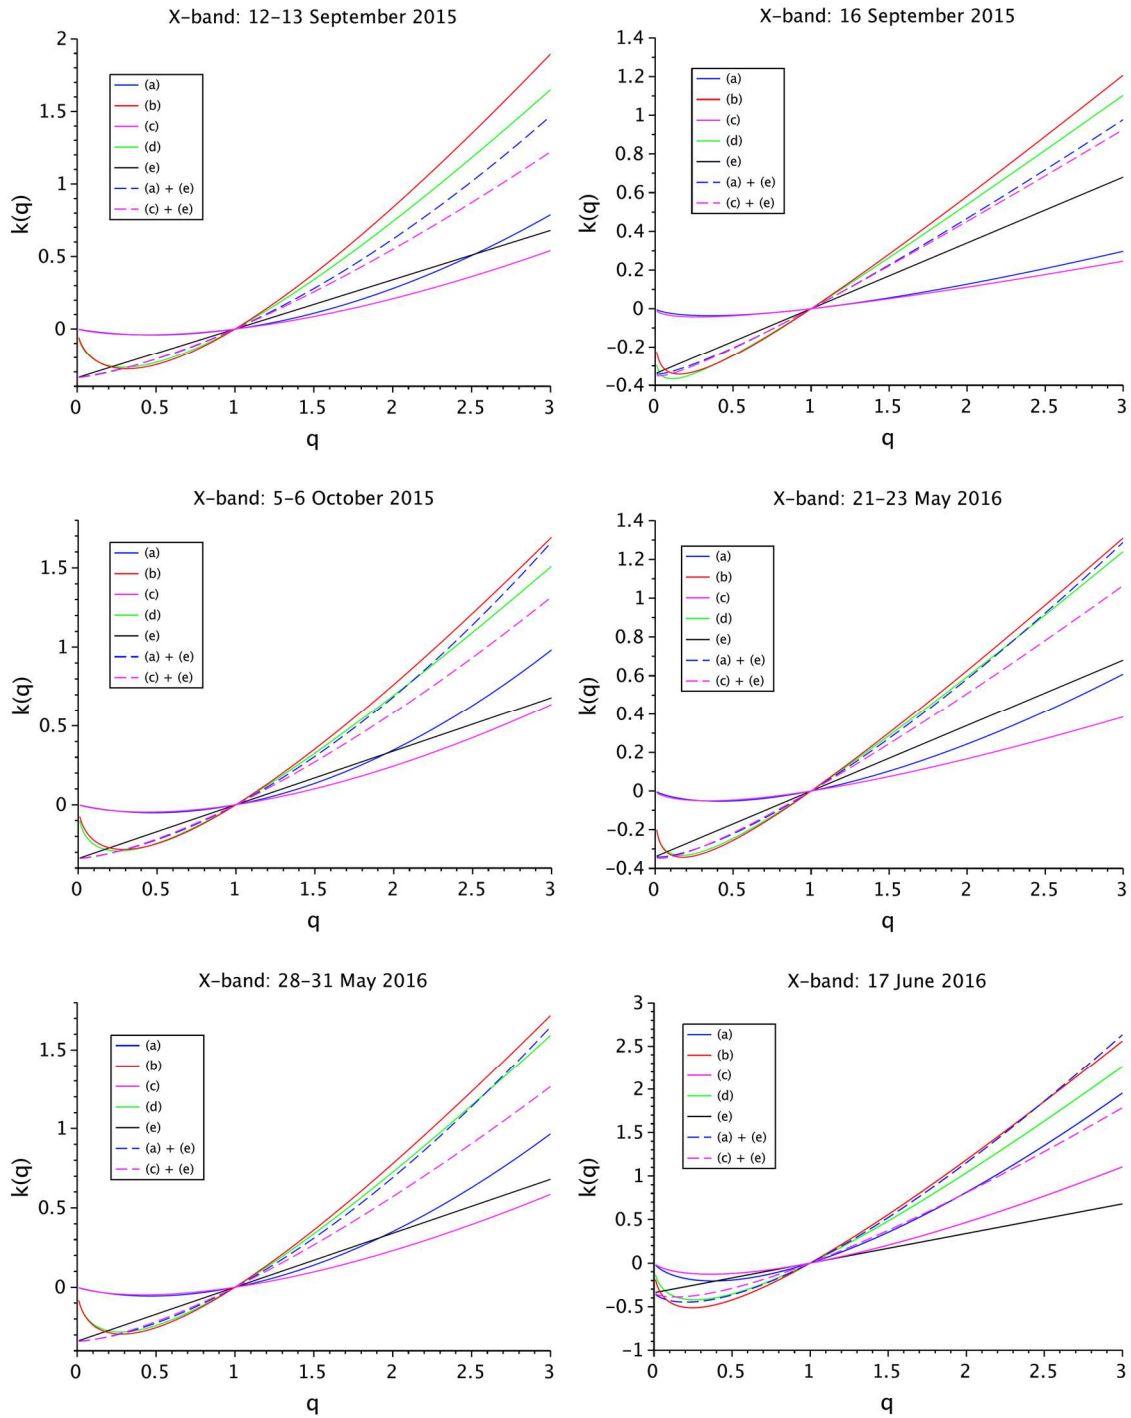 X-band: 12-13 September 2015
2
1.5
1
0.5
0
k(q)
(a)
(b)
(c)
(d)
(e)
(a) + (e)
(c) + (e)
0 0.5 1 1.5 2 2.5 3
q
X-band: 16 September 2015
1.4
1.2
1
0.8
0.6
0.4
0.2
0
-0.2
-0.4
k(q)
(a)
(b)
(c)
(d)
(e)
(a) + (e)
(c) + (e)
0 0.5 1 1.5 2 2.5 3
q
X-band: 5-6 October 2015
1.5
1
0.5
0
k(q)
(a)
(b)
(c)
(d)
(e)
(a) + (e)
(c) + (e)
0 0.5 1 1.5 2 2.5 3
q
X-band: 21-23 May 2016
1.4
1.2
1
0.8
0.6
0.4
0.2
0
-0.2
-0.4
k(q)
(a)
(b)
(c)
(d)
(e)
(a) + (e)
(c) + (e)
0 0.5 1 1.5 2 2.5 3
q
X-band: 28-31 May 2016
1.5
1
0.5
0
k(q)
(a)
(b)
(c)
(d)
(e)
(a) + (e)
(c) + (e)
0 0.5 1 1.5 2 2.5 3
q
X-band: 17 June 2016
3
2.5
2
1.5
1
0.5
0
-0.5
-1
k(q)
(a)
(b)
(c)
(d)
(e)
(a) + (e)
(c) + (e)
0 0.5 1 1.5 2 2.5 3
q